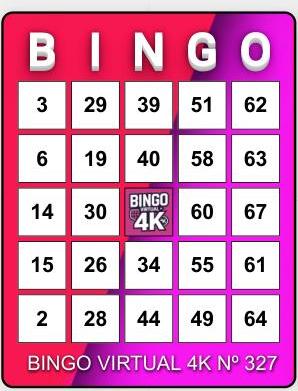 B I N G O
3 29 39 51 62
6 19 40 58 63
14 30 BINGO VIRTUAL 4K 60 67
15 26 34 55 61
2 28 44 49 64
BINGO VIRTUAL 4K Nº 327